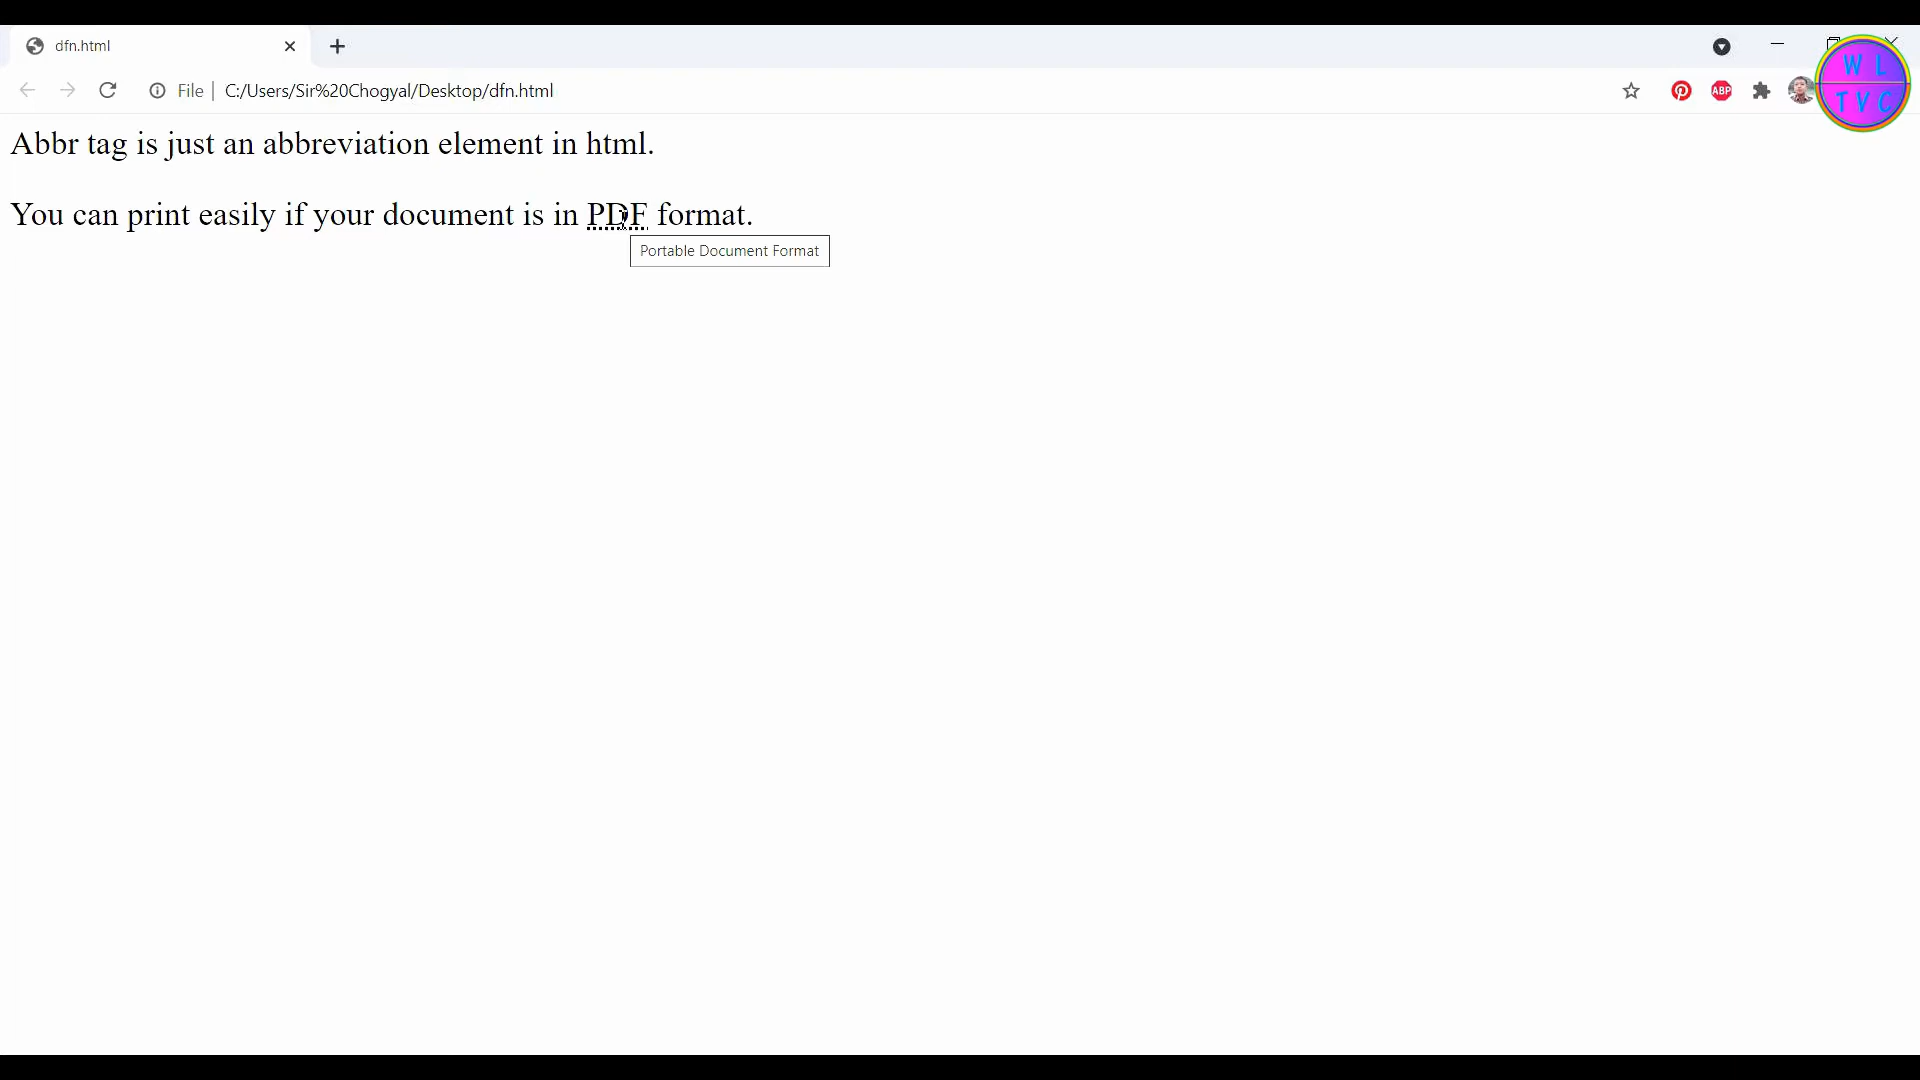 dfn.html
File | C:/Users/Sir%20Chogyal/Desktop/dfn.html
ABP
W L
T V C
Abbr tag is just an abbreviation element in html.
You can print easily if your document is in PDF format.
Portable Document Format